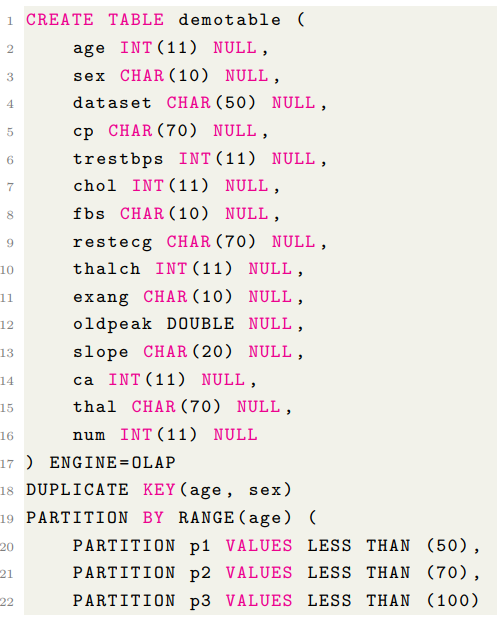 1 CREATE TABLE demotable (
2     age INT(11) NULL,
3     sex CHAR(10) NULL,
4     dataset CHAR(50) NULL,
5     cp CHAR(70) NULL,
6     trestbps INT(11) NULL,
7     chol INT(11) NULL,
8     fbs CHAR(10) NULL,
9     restecg CHAR(70) NULL,
10     thalch INT(11) NULL,
11     exang CHAR(10) NULL,
12     oldpeak DOUBLE NULL,
13     slope CHAR(20) NULL,
14     ca INT(11) NULL,
15     thal CHAR(70) NULL,
16     num INT(11) NULL
17 ) ENGINE=OLAP
18 DUPLICATE KEY(age, sex)
19 PARTITION BY RANGE(age) (
20     PARTITION p1 VALUES LESS THAN (50),
21     PARTITION p2 VALUES LESS THAN (70),
22     PARTITION p3 VALUES LESS THAN (100)